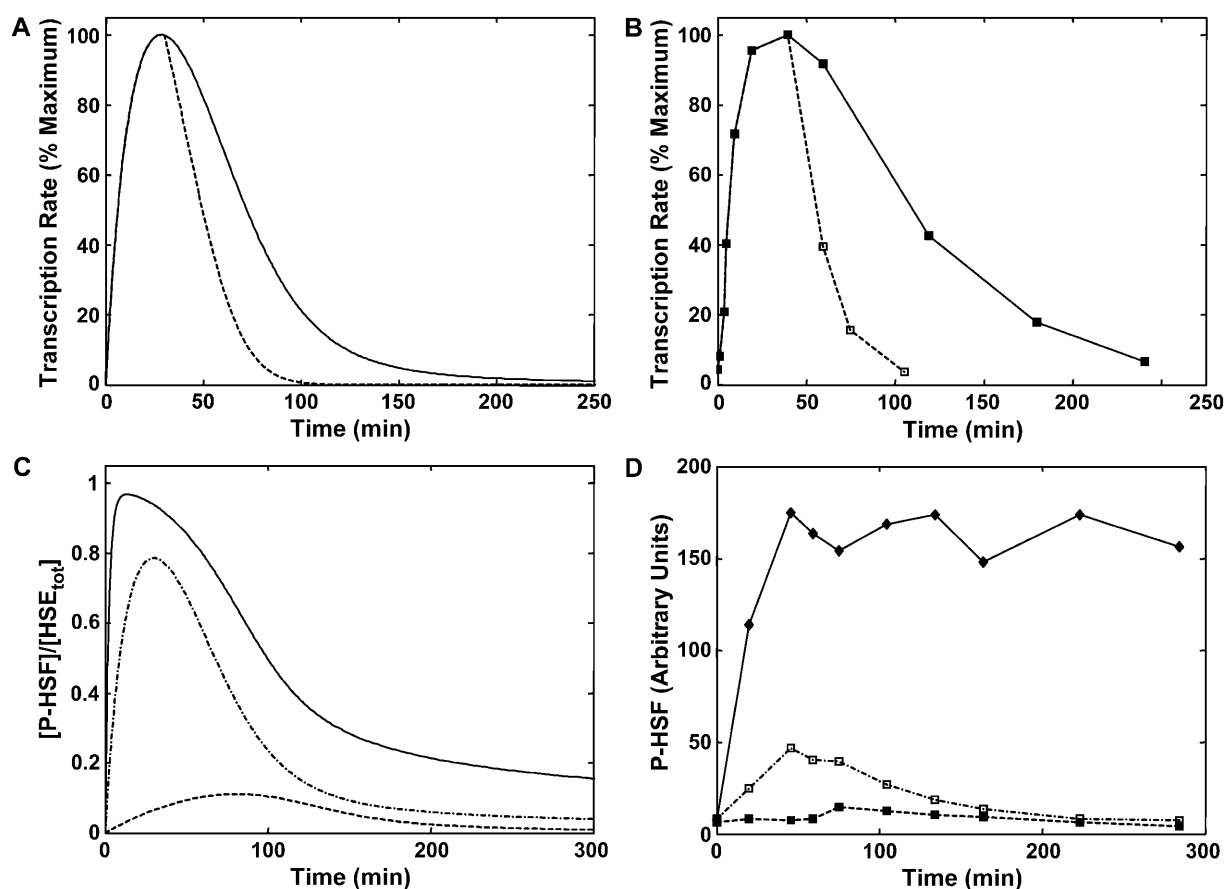 A
Transcription Rate (% Maximum)
100
80
60
40
20
0
0 50 100 150 200 250
Time (min)
B
Transcription Rate (% Maximum)
100
80
60
40
20
0
0 50 100 150 200 250
Time (min)
C
[P-HSF]/[HSEtot]
1
0.8
0.6
0.4
0.2
0
0 100 200 300
Time (min)
D
P-HSF (Arbitrary Units)
200
150
100
50
0
0 100 200 300
Time (min)